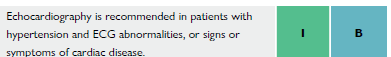 Echocardiography is recommended in patients with
hypertension and ECG abnormalities, or signs or
symptoms of cardiac disease.
I
B